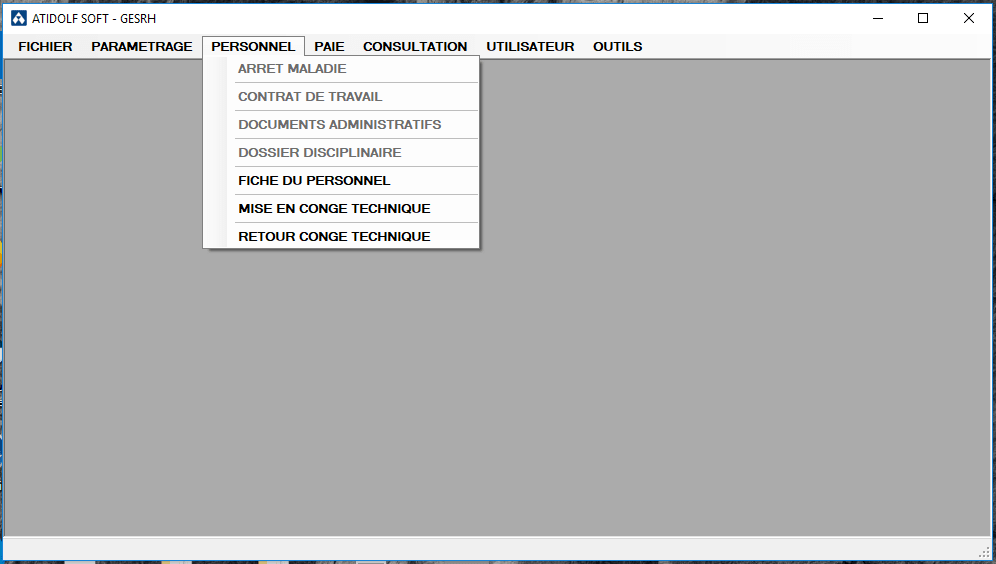 ATIDOLF SOFT - GESRH
FICHIER PARAMETRAGE PERSONNEL PAIE CONSULTATION UTILISATEUR OUTILS
ARRET MALADIE
CONTRAT DE TRAVAIL
DOCUMENTS ADMINISTRATIFS
DOSSIER DISCIPLINAIRE
FICHE DU PERSONNEL
MISE EN CONGE TECHNIQUE
RETOUR CONGE TECHNIQUE